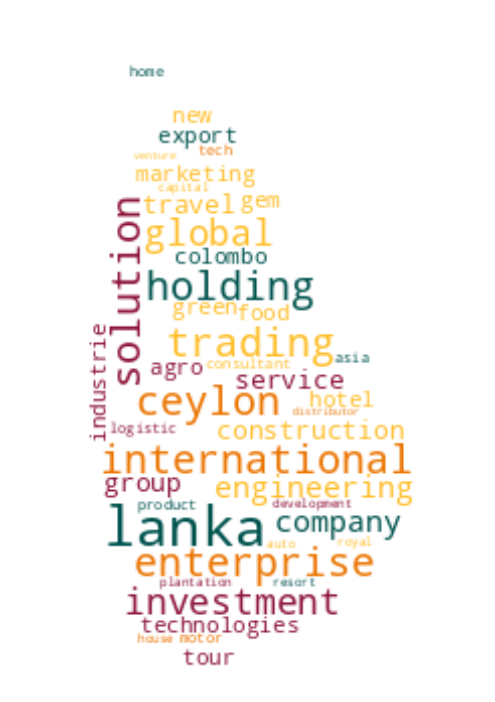 home
new
export
venture tech
marketing
capital
travel gem
solution
global
colombo
holding
green food
trading
industrie
asia
agro consultant
service
ceylon hotel
distributor
logistic construction
international
group engineering
product development
lanka company
auto royal
enterprise
plantation resort
investment
technologies
house motor
tour